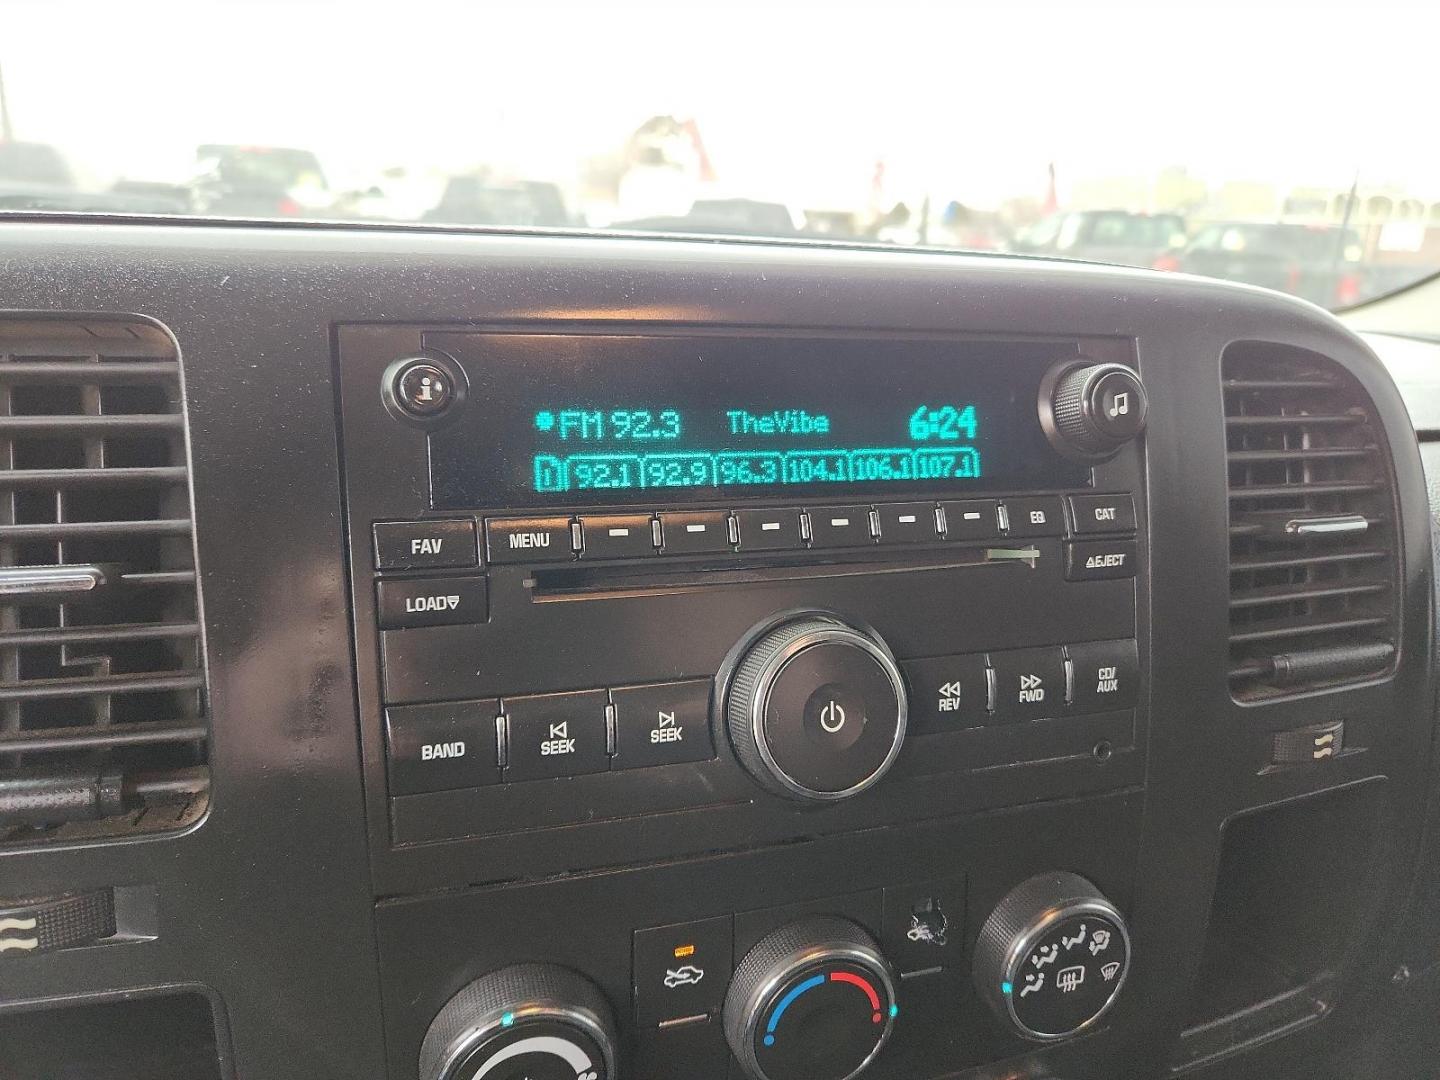 FM 92.3 TheVibe 6:24
1 92.1 92.9 96.3 104.1 106.1 107.1
FAV MENU EQ CAT
LOAD EJECT
BAND SEEK SEEK REV FWD CD/
AUX